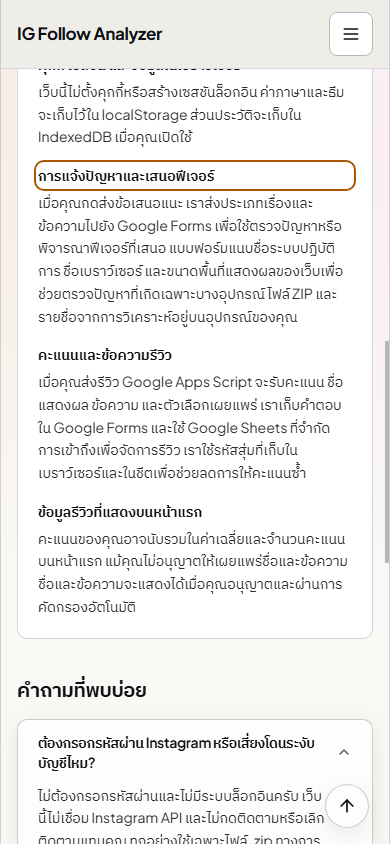 IG Follow Analyzer
เว็บนี้ไม่ตั้งคุกกี้หรือสร้างเซสชันล็อกอิน ค่าภาษาและธีม
จะเก็บไว้ใน localStorage ส่วนประวัติจะเก็บใน
IndexedDB เมื่อคุณเปิดใช้
การแจ้งปัญหาและเสนอฟีเจอร์
เมื่อคุณกดส่งข้อเสนอแนะ เราส่งประเภทเรื่องและ
ข้อความไปยัง Google Forms เพื่อใช้ตรวจปัญหาหรือ
พิจารณาฟีเจอร์ที่เสนอ แบบฟอร์มแนบชื่อระบบปฏิบัติ
การ ชื่อเบราว์เซอร์ และขนาดพื้นที่แสดงผลของเว็บเพื่อ
ช่วยตรวจปัญหาที่เกิดเฉพาะบางอุปกรณ์ ไฟล์ ZIP และ
รายชื่อจากการวิเคราะห์อยู่บนอุปกรณ์ของคุณ
คะแนนและข้อความรีวิว
เมื่อคุณส่งรีวิว Google Apps Script จะรับคะแนน ชื่อ
แสดงผล ข้อความ และตัวเลือกเผยแพร่ เราเก็บคำตอบ
ใน Google Forms และใช้ Google Sheets ที่จำกัด
การเข้าถึงเพื่อจัดการรีวิว เราใช้รหัสสุ่มที่เก็บใน
เบราว์เซอร์และในชีตเพื่อช่วยลดการให้คะแนนซ้ำ
ข้อมูลรีวิวที่แสดงบนหน้าแรก
คะแนนของคุณอาจนับรวมในค่าเฉลี่ยและจำนวนคะแนน
บนหน้าแรก แม้คุณไม่อนุญาตให้เผยแพร่ชื่อและข้อความ
ชื่อและข้อความจะแสดงได้เมื่อคุณอนุญาตและผ่านการ
คัดกรองอัตโนมัติ
คำถามที่พบบ่อย
ต้องกรอกรหัสผ่าน Instagram หรือเสี่ยงโดนระงับ
บัญชีไหม?
ไม่ต้องกรอกรหัสผ่านและไม่มีระบบล็อกอินครับ เว็บ
นี้ไม่เชื่อม Instagram API และไม่กดติดตามหรือเลิก
ติดตามแทนคุณ ทุกอย่างใช้เฉพาะไฟล์ .zip ทางการ